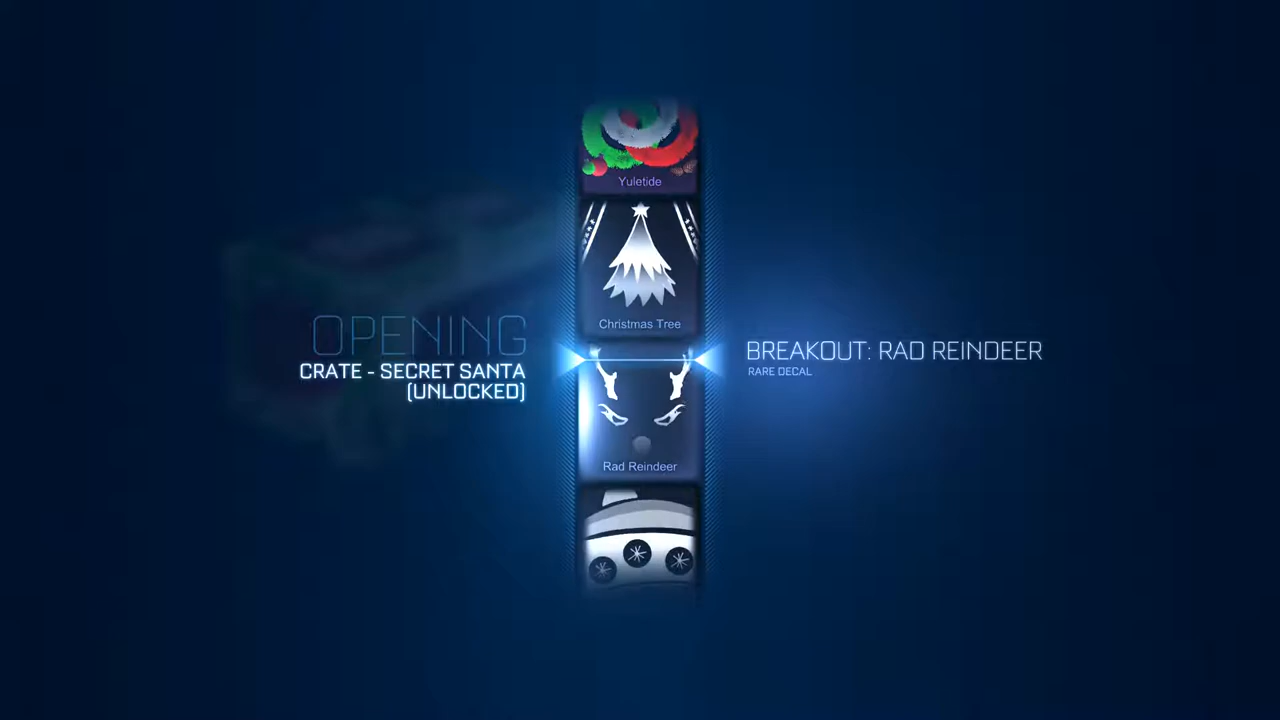 Yuletide
Christmas Tree
OPENING
CRATE - SECRET SANTA
(UNLOCKED)
BREAKOUT: RAD REINDEER
RARE DECAL
Rad Reindeer